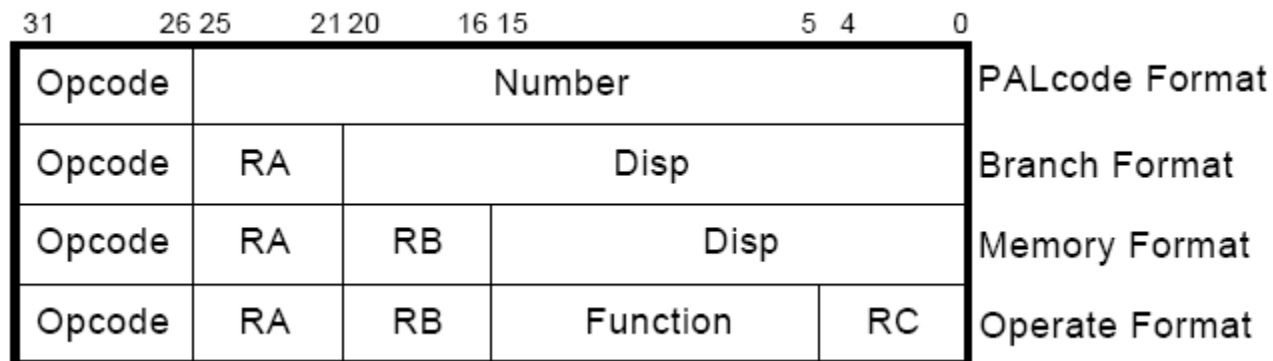 31 26 25 21 20 16 15 5 4 0
Opcode Number PALcode Format
Opcode RA Disp Branch Format
Opcode RA RB Disp Memory Format
Opcode RA RB Function RC Operate Format